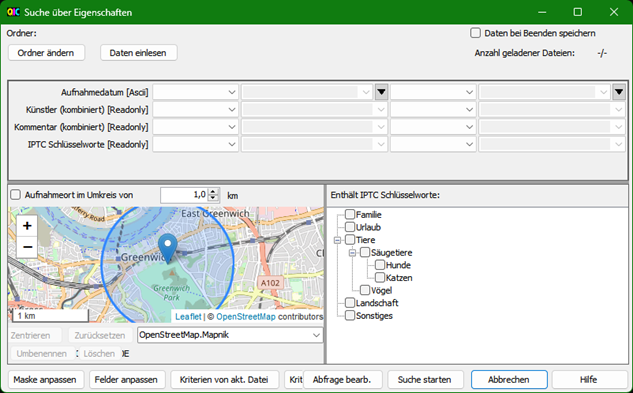 Suche über Eigenschaften
Ordner:
Daten bei Beenden speichern
Ordner ändern
Daten einlesen
Anzahl geladener Dateien: -/-
Aufnahmedatum [Ascii]
Künstler (kombiniert) [Readonly]
Kommentar (kombiniert) [Readonly]
IPTC Schlüsselworte [Readonly]
Aufnahmeort im Umkreis von 1,0 km
+
−
East Greenwich
Greenwich
Greenwich
Park
A102
1 km
Leaflet | © OpenStreetMap contributors
Zentrieren
Zurücksetzen
OpenStreetMap.Mapnik
Umbenennen
Löschen
Enthält IPTC Schlüsselworte:
Familie
Urlaub
Tiere
Säugetiere
Hunde
Katzen
Vögel
Landschaft
Sonstiges
Maske anpassen
Felder anpassen
Kriterien von akt. Datei
Krit
Abfrage bearb.
Suche starten
Abbrechen
Hilfe